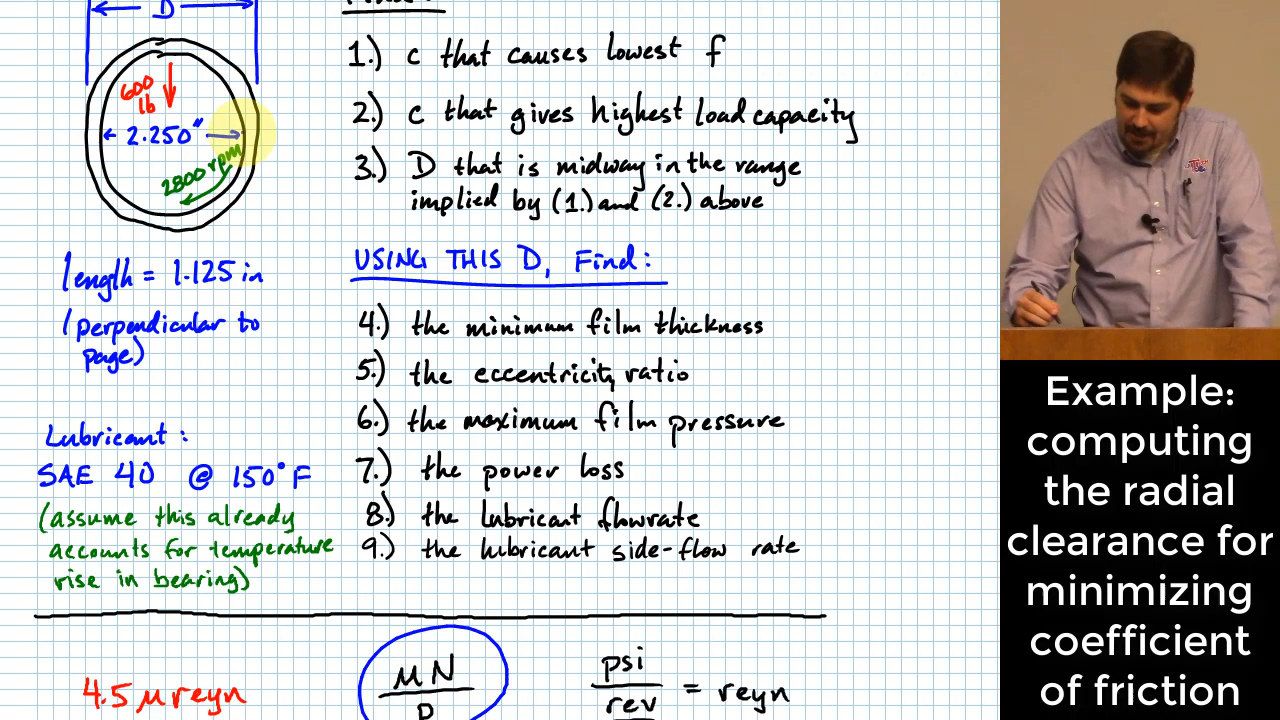 D
600
lb
2.250"
2800 rpm
length = 1.125 in
(perpendicular to
page)
Lubricant:
SAE 40 @ 150°F
(assume this already
accounts for temperature
rise in bearing)
1.) c that causes lowest f
2.) c that gives highest load capacity
3.) D that is midway in the range
implied by (1.) and (2.) above
USING THIS D, Find:
4.) the minimum film thickness
5.) the eccentricity ratio
6.) the maximum film pressure
7.) the power loss
8.) the lubricant flowrate
9.) the lubricant side-flow rate
4.5 μreyn
μN
P
psi
rev
= reyn
Example:
computing
the radial
clearance for
minimizing
coefficient
of friction